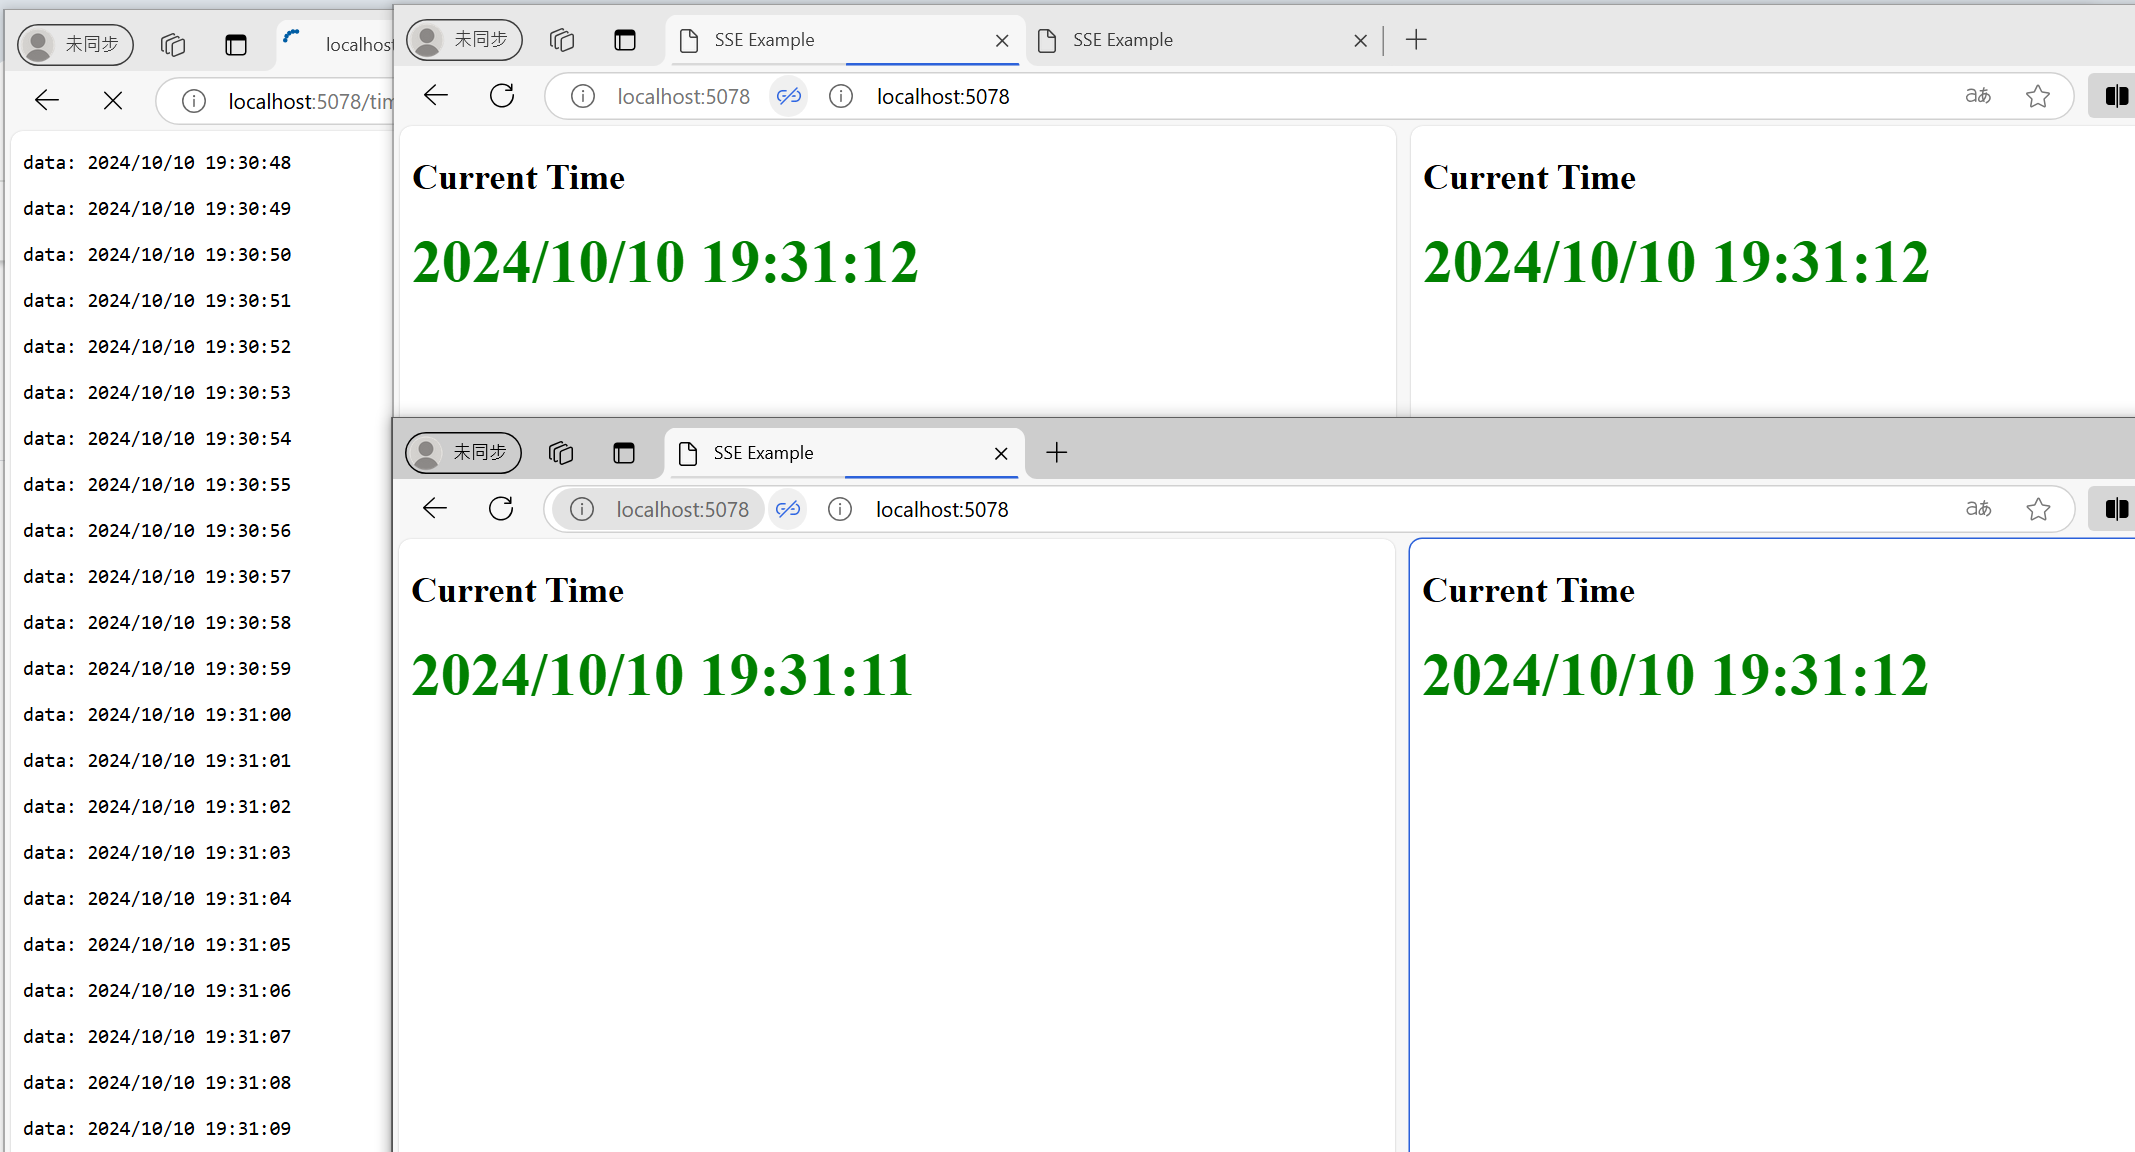 未同步
localhost
localhost:5078/tim
data: 2024/10/10 19:30:48
data: 2024/10/10 19:30:49
data: 2024/10/10 19:30:50
data: 2024/10/10 19:30:51
data: 2024/10/10 19:30:52
data: 2024/10/10 19:30:53
data: 2024/10/10 19:30:54
data: 2024/10/10 19:30:55
data: 2024/10/10 19:30:56
data: 2024/10/10 19:30:57
data: 2024/10/10 19:30:58
data: 2024/10/10 19:30:59
data: 2024/10/10 19:31:00
data: 2024/10/10 19:31:01
data: 2024/10/10 19:31:02
data: 2024/10/10 19:31:03
data: 2024/10/10 19:31:04
data: 2024/10/10 19:31:05
data: 2024/10/10 19:31:06
data: 2024/10/10 19:31:07
data: 2024/10/10 19:31:08
data: 2024/10/10 19:31:09
未同步
SSE Example
SSE Example
localhost:5078
localhost:5078
aあ
Current Time
2024/10/10 19:31:12
Current Time
2024/10/10 19:31:12
未同步
SSE Example
localhost:5078
localhost:5078
aあ
Current Time
2024/10/10 19:31:11
Current Time
2024/10/10 19:31:12